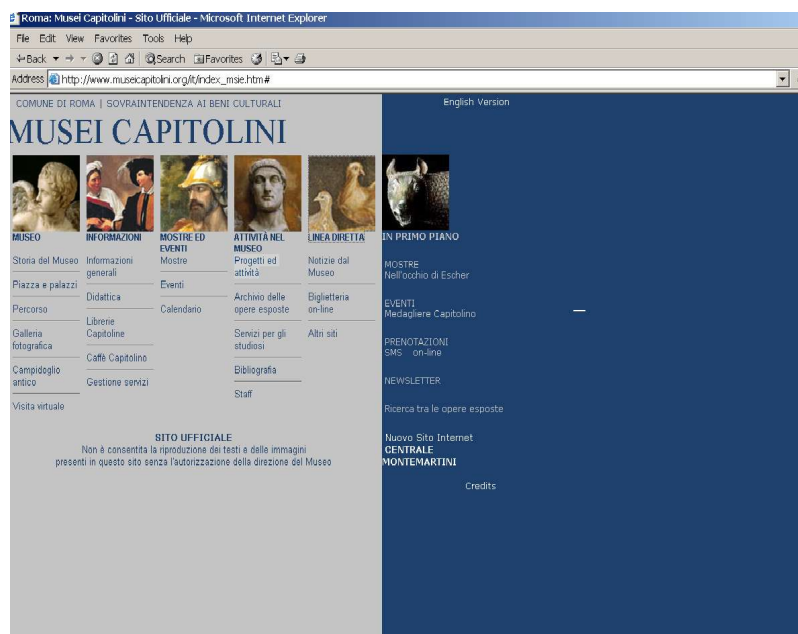 Roma: Musei Capitolini - Sito Ufficiale - Microsoft Internet Explorer
File Edit View Favorites Tools Help
Back Search Favorites
Address http://www.museicapitolini.org/it/index_msie.htm#
COMUNE DI ROMA | SOVRAINTENDENZA AI BENI CULTURALI
English Version
MUSEI CAPITOLINI
MUSEO
Storia del Museo
Piazza e palazzi
Percorso
Galleria
fotografica
Campidoglio
antico
Visita virtuale
INFORMAZIONI
Informazioni
generali
Didattica
Librerie
Capitoline
Caffè Capitolino
Gestione servizi
MOSTRE ED
EVENTI
Mostre
Eventi
Calendario
ATTIVITÀ NEL
MUSEO
Progetti ed
attività
Archivio delle
opere esposte
Servizi per gli
studiosi
Bibliografia
Staff
LINEA DIRETTA
Notizie dal
Museo
Biglietteria
on-line
Altri siti
IN PRIMO PIANO
MOSTRE
Nell'occhio di Escher
EVENTI
Medagliere Capitolino
PRENOTAZIONI
SMS on-line
NEWSLETTER
Ricerca tra le opere esposte
Nuovo Sito Internet
CENTRALE
MONTEMARTINI
Credits
SITO UFFICIALE
Non è consentita la riproduzione dei testi e delle immagini
presenti in questo sito senza l'autorizzazione della direzione del Museo